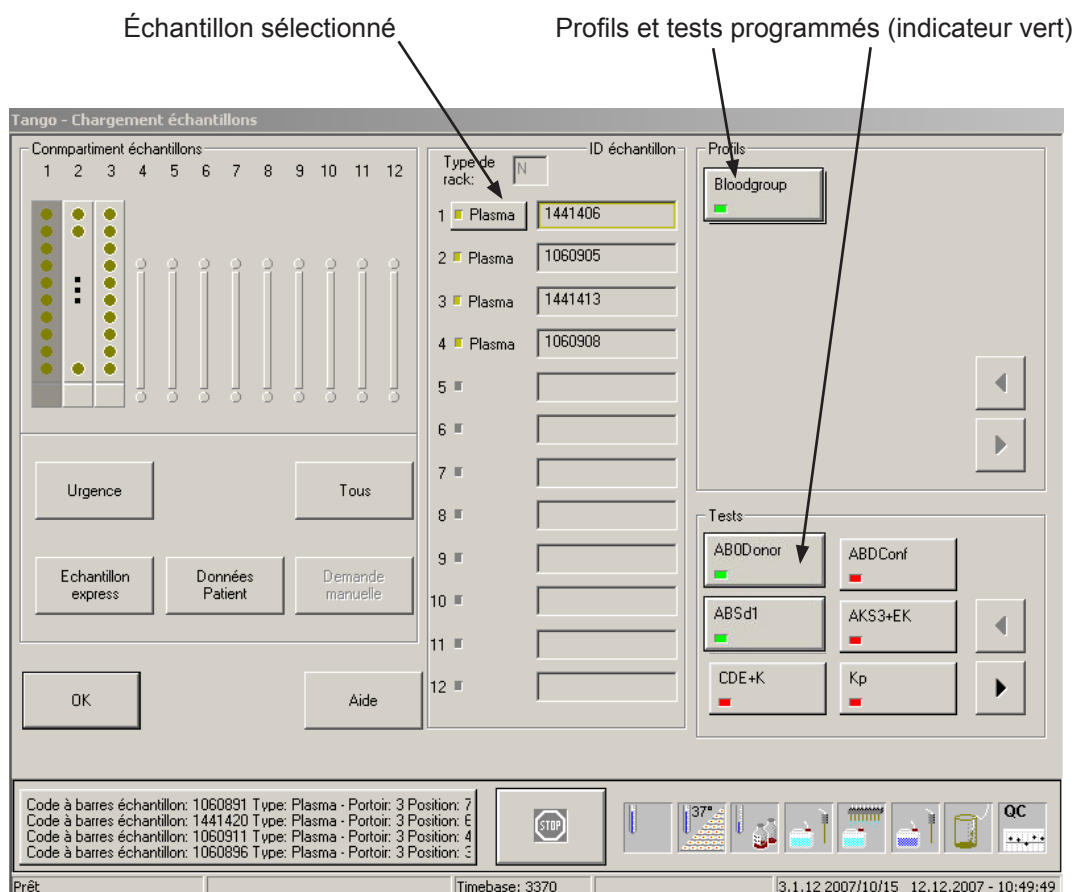 Échantillon sélectionné
Profils et tests programmés (indicateur vert)
Tango - Chargement échantillons
Conmpartiment échantillons
1 2 3 4 5 6 7 8 9 10 11 12
Urgence
Tous
Echantillon
express
Données
Patient
Demande
manuelle
OK
Aide
ID échantillon
Type de
rack:
N
1 Plasma 1441406
2 Plasma 1060905
3 Plasma 1441413
4 Plasma 1060908
5
6
7
8
9
10
11
12
Profils
Bloodgroup
Tests
AB0Donor
ABDConf
ABSd1
AKS3+EK
CDE+K
Kp
Code à barres échantillon: 1060891 Type: Plasma - Portoir: 3 Position: 7
Code à barres échantillon: 1441420 Type: Plasma - Portoir: 3 Position:
Code à barres échantillon: 1060911 Type: Plasma - Portoir: 3 Position: 4
Code à barres échantillon: 1060896 Type: Plasma - Portoir: 3 Position:
STOP
37°
QC
Prêt
Timebase: 3370
3.1.12 2007/10/15
12.12.2007 - 10:49:49